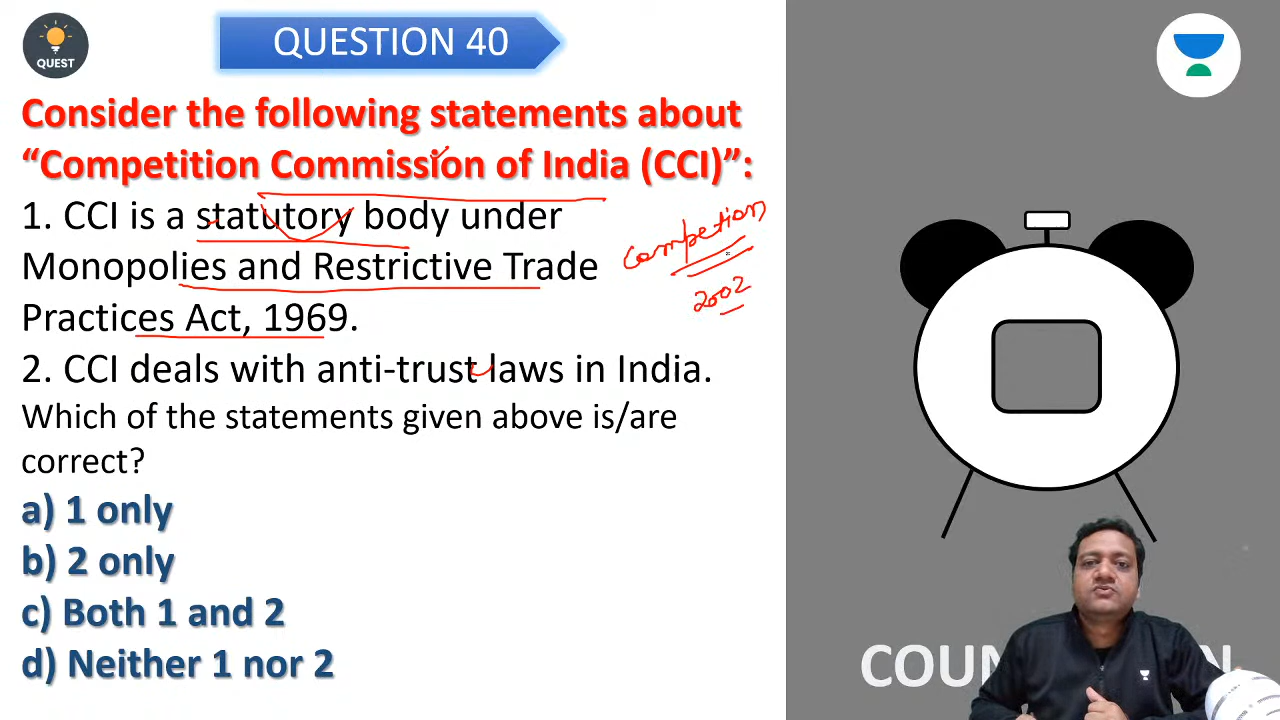 QUEST
QUESTION 40
Consider the following statements about
“Competition Commission of India (CCI)”:
1. CCI is a statutory body under
Monopolies and Restrictive Trade
Practices Act, 1969.
Competion
2002
2. CCI deals with anti-trust laws in India.
Which of the statements given above is/are
correct?
a) 1 only
b) 2 only
c) Both 1 and 2
d) Neither 1 nor 2
COUN N